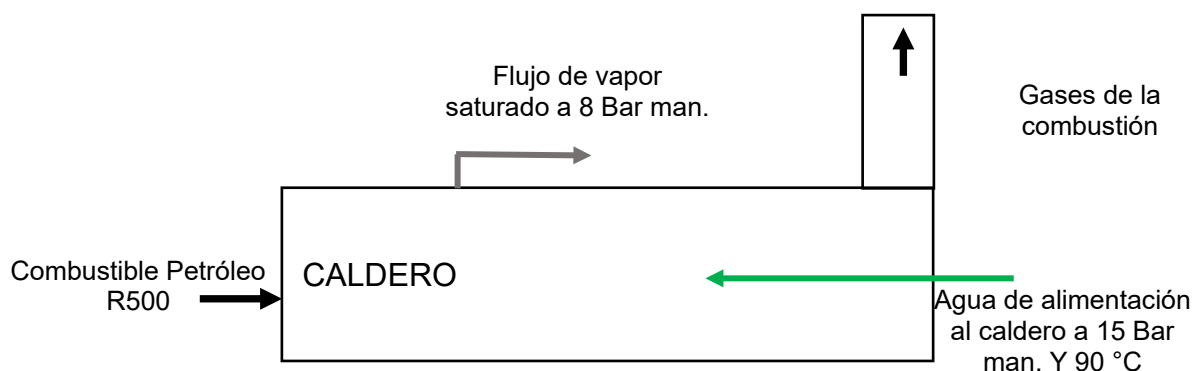 Flujo de vapor
saturado a 8 Bar man.
Gases de la
combustión
Combustible Petróleo
R500
CALDERO
Agua de alimentación
al caldero a 15 Bar
man. Y 90 °C